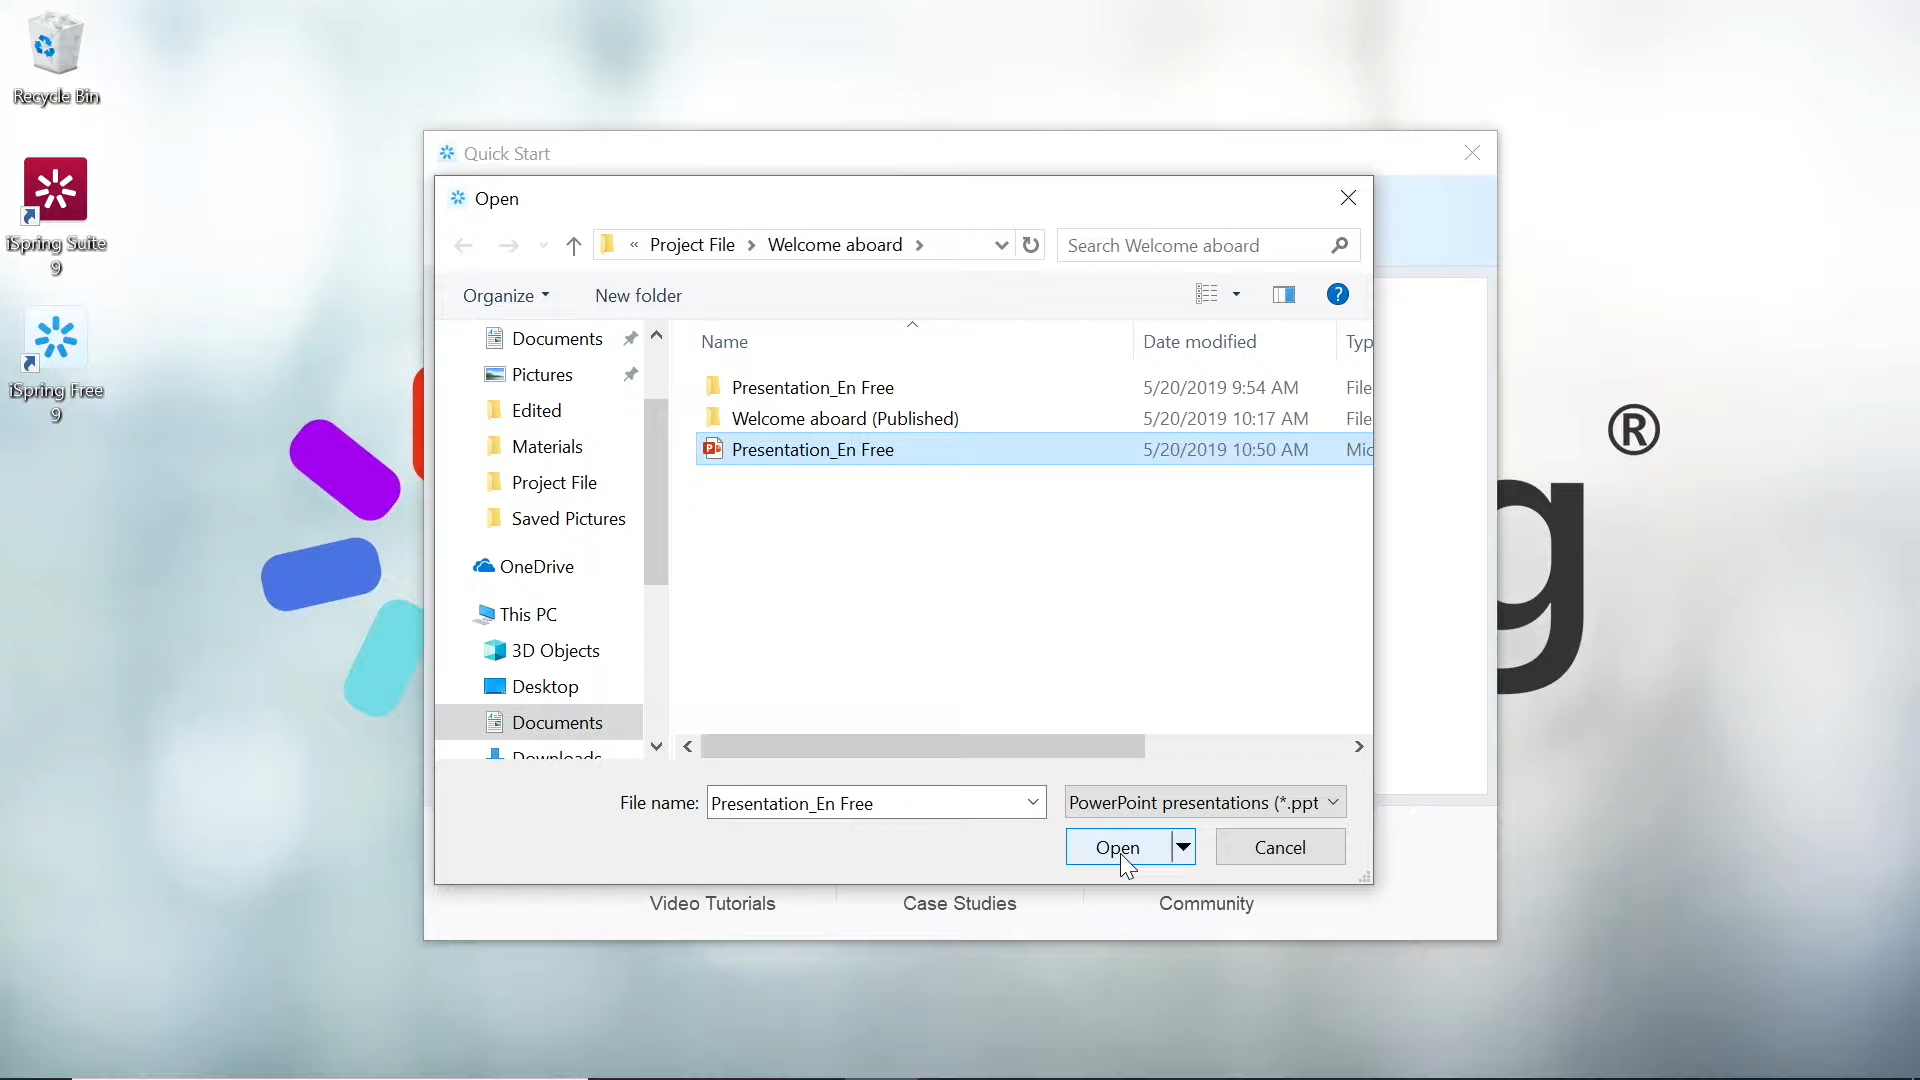 Recycle Bin
iSpring Suite
9
iSpring Free
9
Quick Start
Open
« Project File > Welcome aboard >
Search Welcome aboard
Organize
New folder
Documents
Pictures
Edited
Materials
Project File
Saved Pictures
OneDrive
This PC
3D Objects
Desktop
Documents
Downloads
Name Date modified Typ
Presentation_En Free 5/20/2019 9:54 AM File
Welcome aboard (Published) 5/20/2019 10:17 AM File
Presentation_En Free 5/20/2019 10:50 AM Mic
File name: Presentation_En Free
PowerPoint presentations (*.ppt
Open
Cancel
Video Tutorials
Case Studies
Community
g®